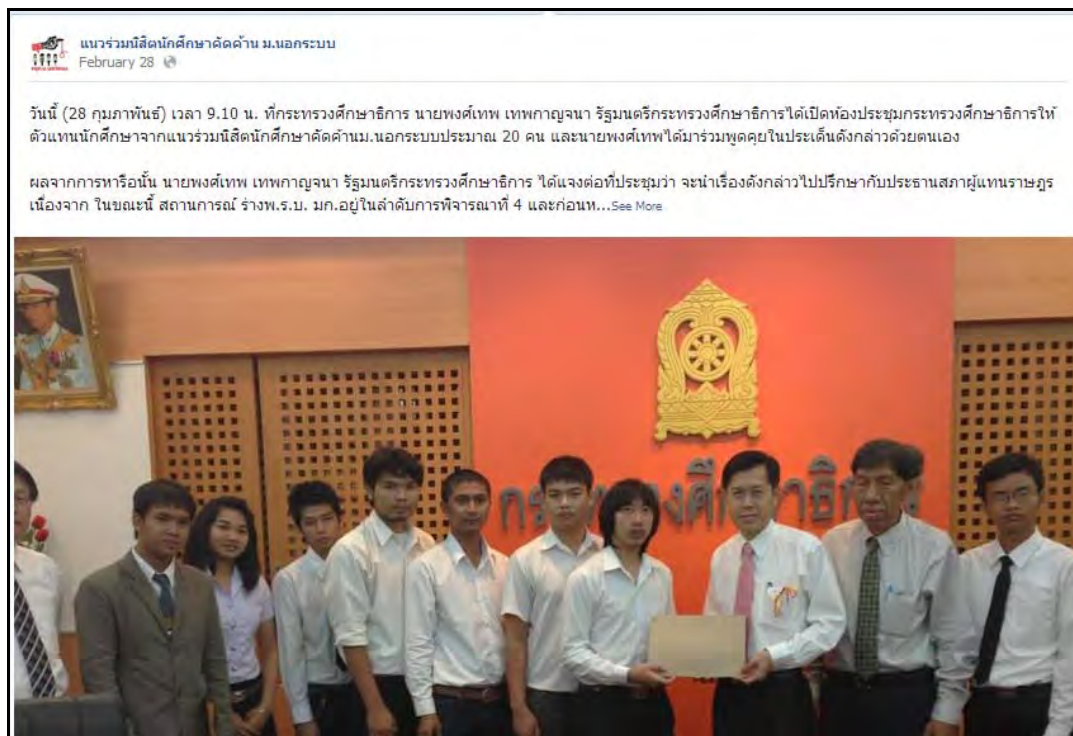 แนวร่วมนิสิตนักศึกษาคัดค้าน ม.นอกระบบ
February 28
วันนี้ (28 กุมภาพันธ์) เวลา 9.10 น. ที่กระทรวงศึกษาธิการ นายพงศ์เทพ เทพกาญจนา รัฐมนตรีกระทรวงศึกษาธิการได้เปิดห้องประชุมกระทรวงศึกษาธิการให้
ตัวแทนนักศึกษาจากแนวร่วมนิสิตนักศึกษาคัดค้านม.นอกระบบประมาณ 20 คน และนายพงศ์เทพได้มาร่วมพูดคุยในประเด็นดังกล่าวด้วยตนเอง
ผลจากการหารือนั้น นายพงศ์เทพ เทพกาญจนา รัฐมนตรีกระทรวงศึกษาธิการ ได้แจงต่อที่ประชุมว่า จะนำเรื่องดังกล่าวไปปรึกษากับประธานสภาผู้แทนราษฎร
เนื่องจาก ในขณะนี้ สถานการณ์ ร่างพ.ร.บ. มก.อยู่ในลำดับการพิจารณาที่ 4 และก่อนห...See More
กระทรวงศึกษาธิการ